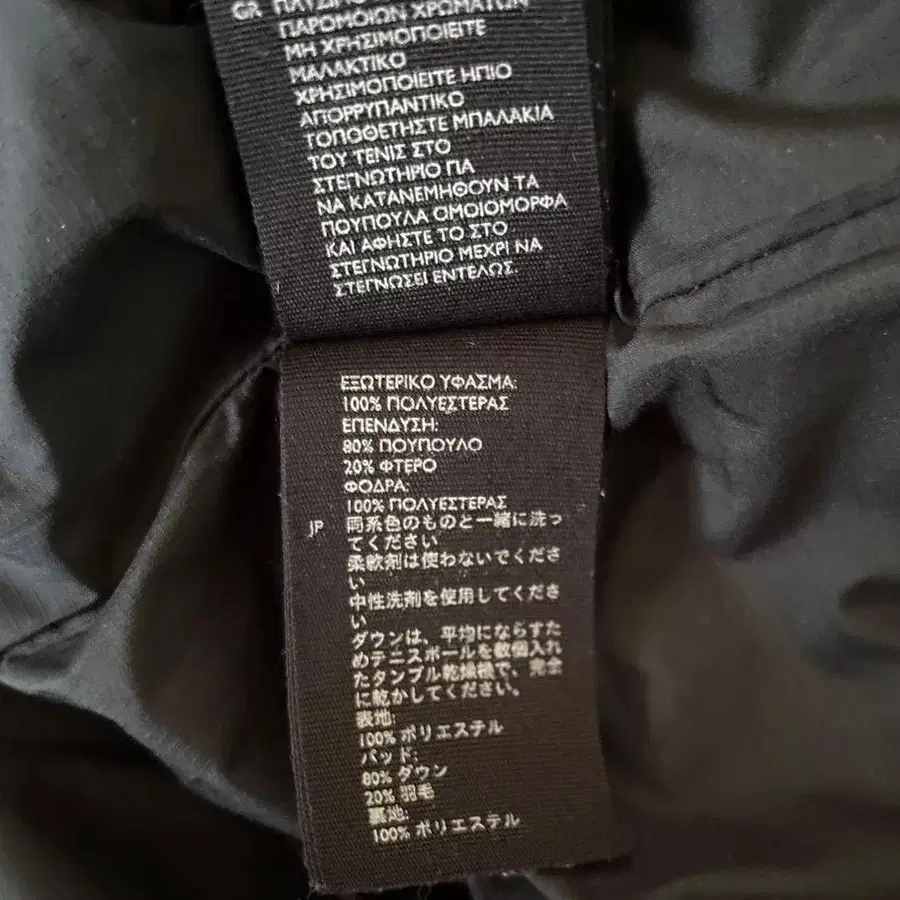 GR ΠΛΥΣΙΜΟ
ΠΑΡΟΜΟΙΩΝ ΧΡΩΜΑΤΩΝ
ΜΗ ΧΡΗΣΙΜΟΠΟΙΕΙΤΕ
ΜΑΛΑΚΤΙΚΟ
ΧΡΗΣΙΜΟΠΟΙΕΙΤΕ ΗΠΙΟ
ΑΠΟΡΡΥΠΑΝΤΙΚΟ
ΤΟΠΟΘΕΤΗΣΤΕ ΜΠΑΛΑΚΙΑ
ΤΟΥ ΤΕΝΙΣ ΣΤΟ
ΣΤΕΓΝΩΤΗΡΙΟ ΓΙΑ
ΝΑ ΚΑΤΑΝΕΜΗΘΟΥΝ ΤΑ
ΠΟΥΠΟΥΛΑ ΟΜΟΙΟΜΟΡΦΑ
ΚΑΙ ΑΦΗΣΤΕ ΤΟ ΣΤΟ
ΣΤΕΓΝΩΤΗΡΙΟ ΜΕΧΡΙ ΝΑ
ΣΤΕΓΝΩΣΕΙ ΕΝΤΕΛΩΣ.
ΕΞΩΤΕΡΙΚΟ ΥΦΑΣΜΑ:
100% ΠΟΛΥΕΣΤΕΡΑΣ
ΕΠΕΝΔΥΣΗ:
80% ΠΟΥΠΟΥΛΟ
20% ΦΤΕΡΟ
ΦΟΔΡΑ:
100% ΠΟΛΥΕΣΤΕΡΑΣ
JP 同系色のものと一緒に洗っ
てください
柔軟剤は使わないでくださ
い
中性洗剤を使用してくださ
い
ダウンは、平均にならすた
めテニスボールを数個入れ
たタンブル乾燥機で、完全
に乾かしてください。
表地:
100% ポリエステル
パッド:
80% ダウン
20% 羽毛
裏地:
100% ポリエステル